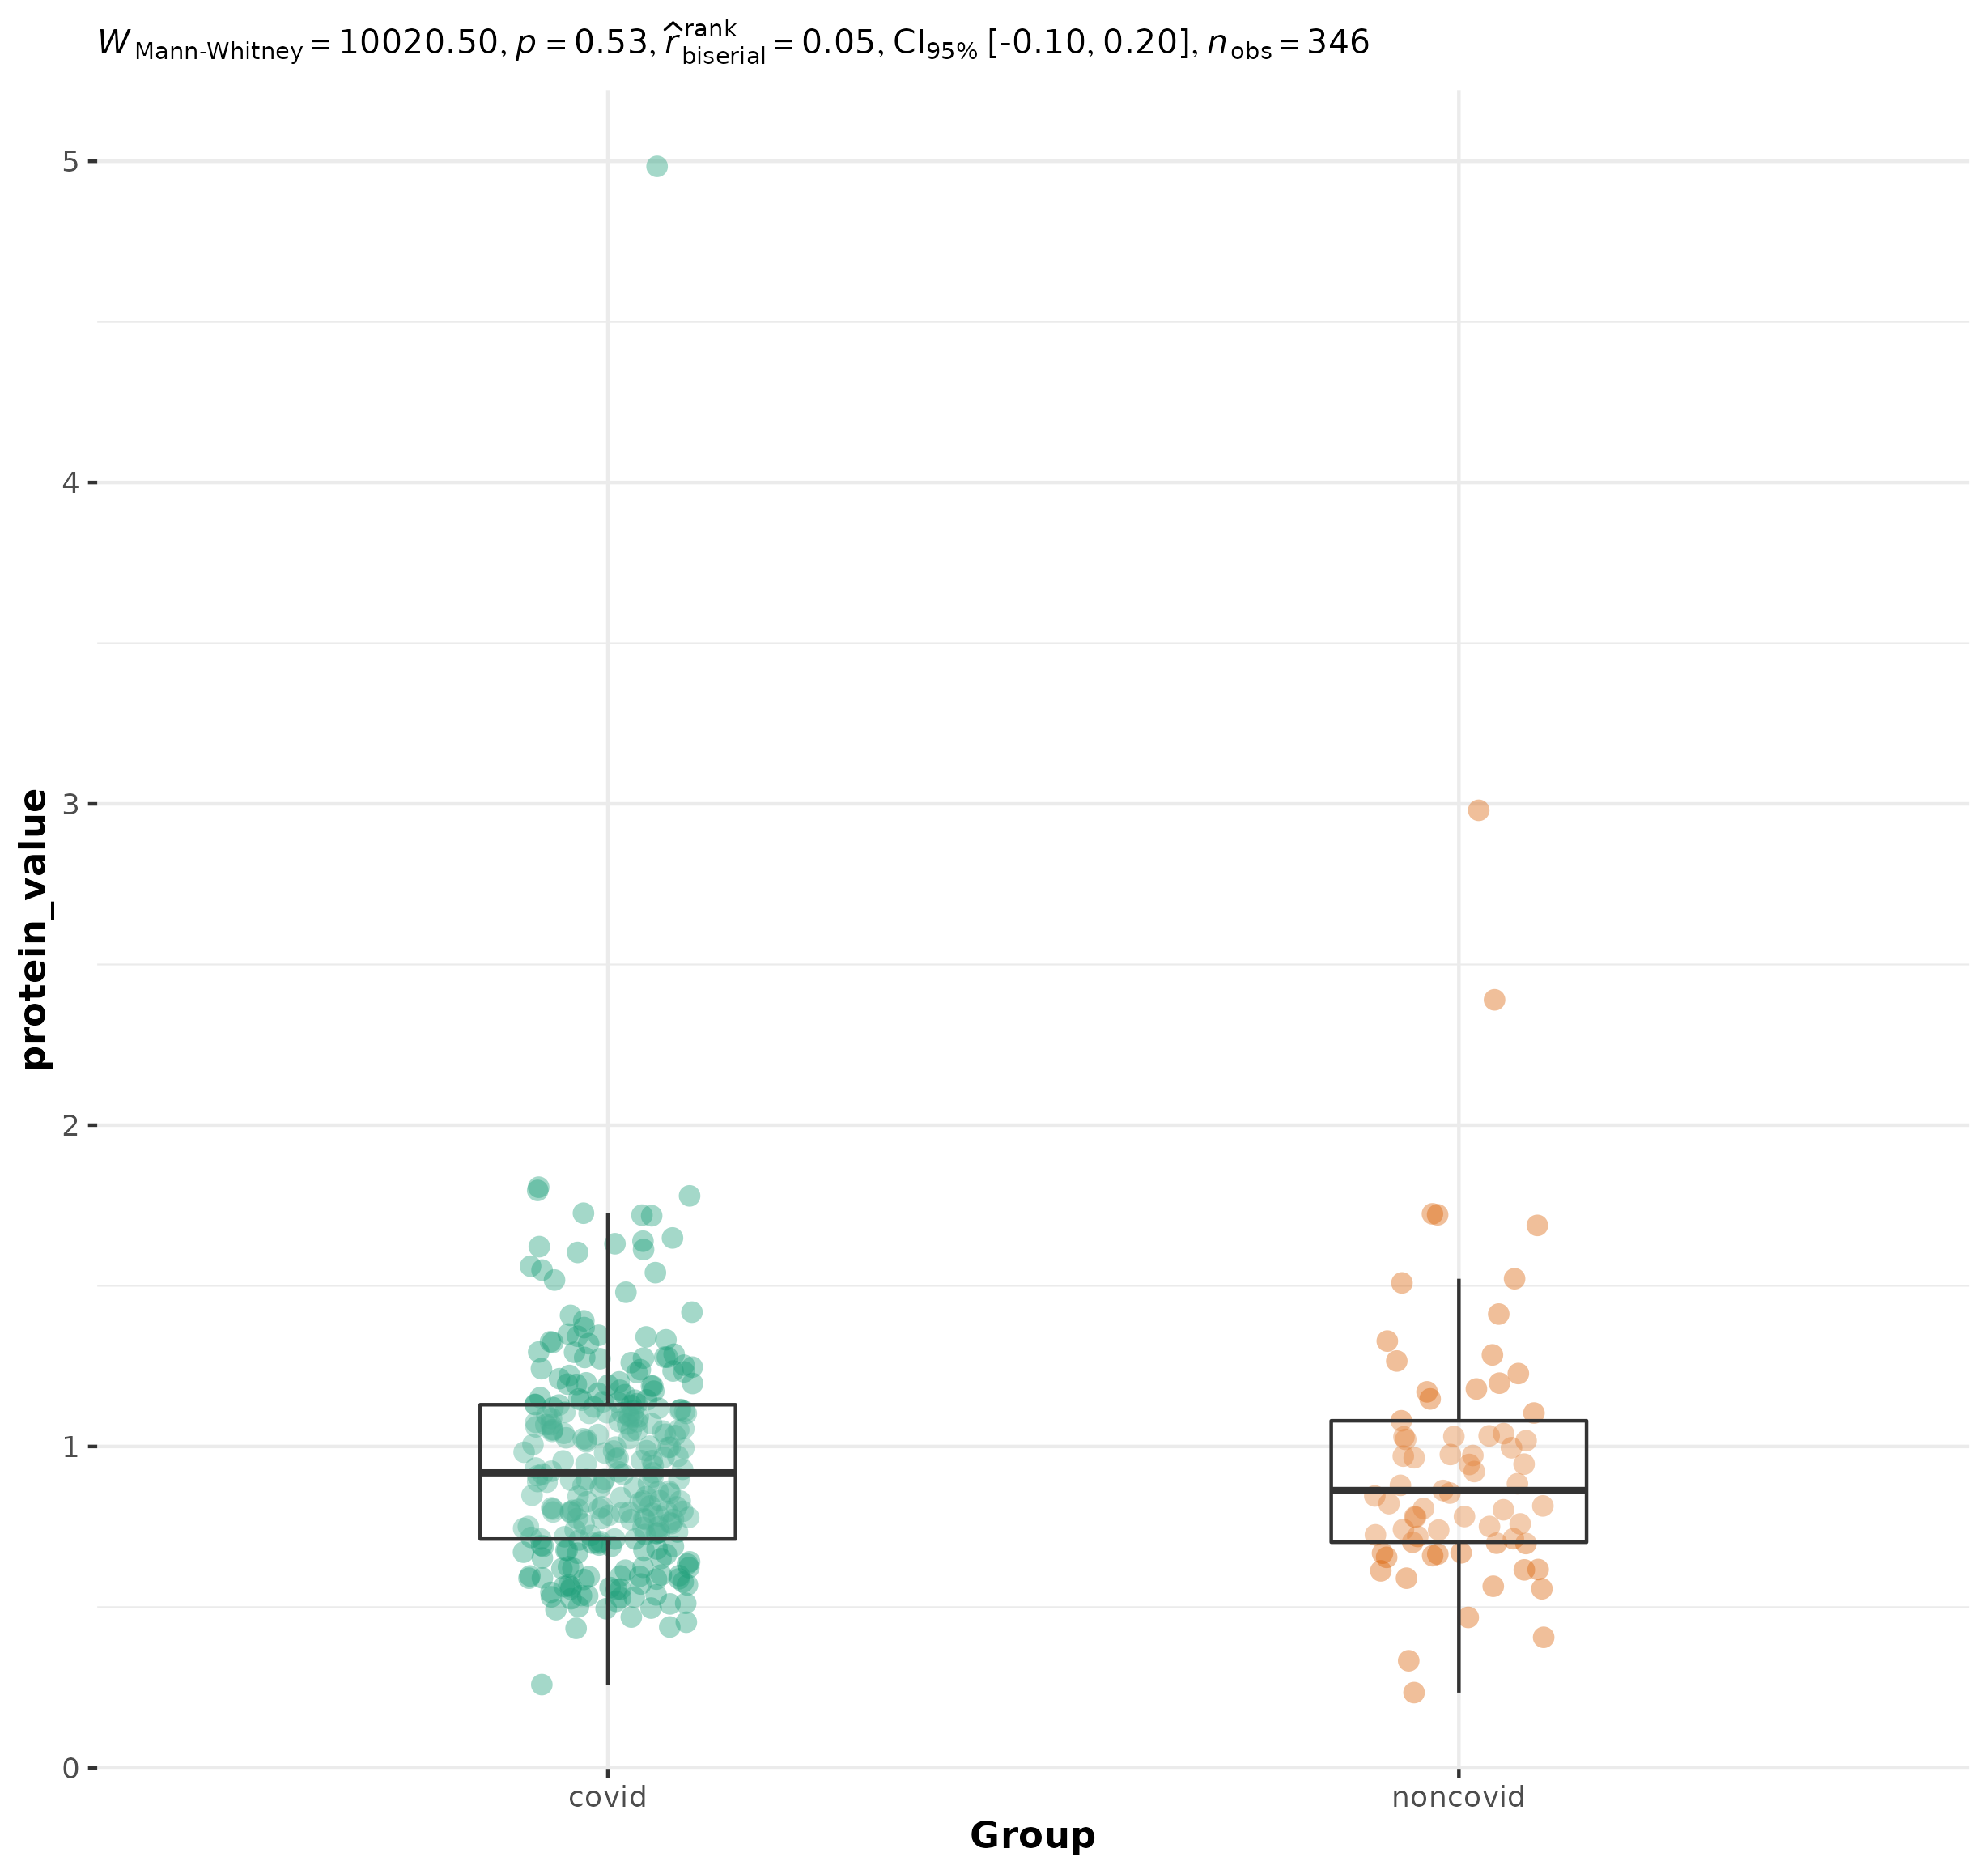 W Mann-Whitney = 10020.50, p = 0.53, r̂ rank biserial = 0.05, CI95% [-0.10, 0.20], n obs = 346
5
4
3
2
1
0
protein_value
covid noncovid
Group